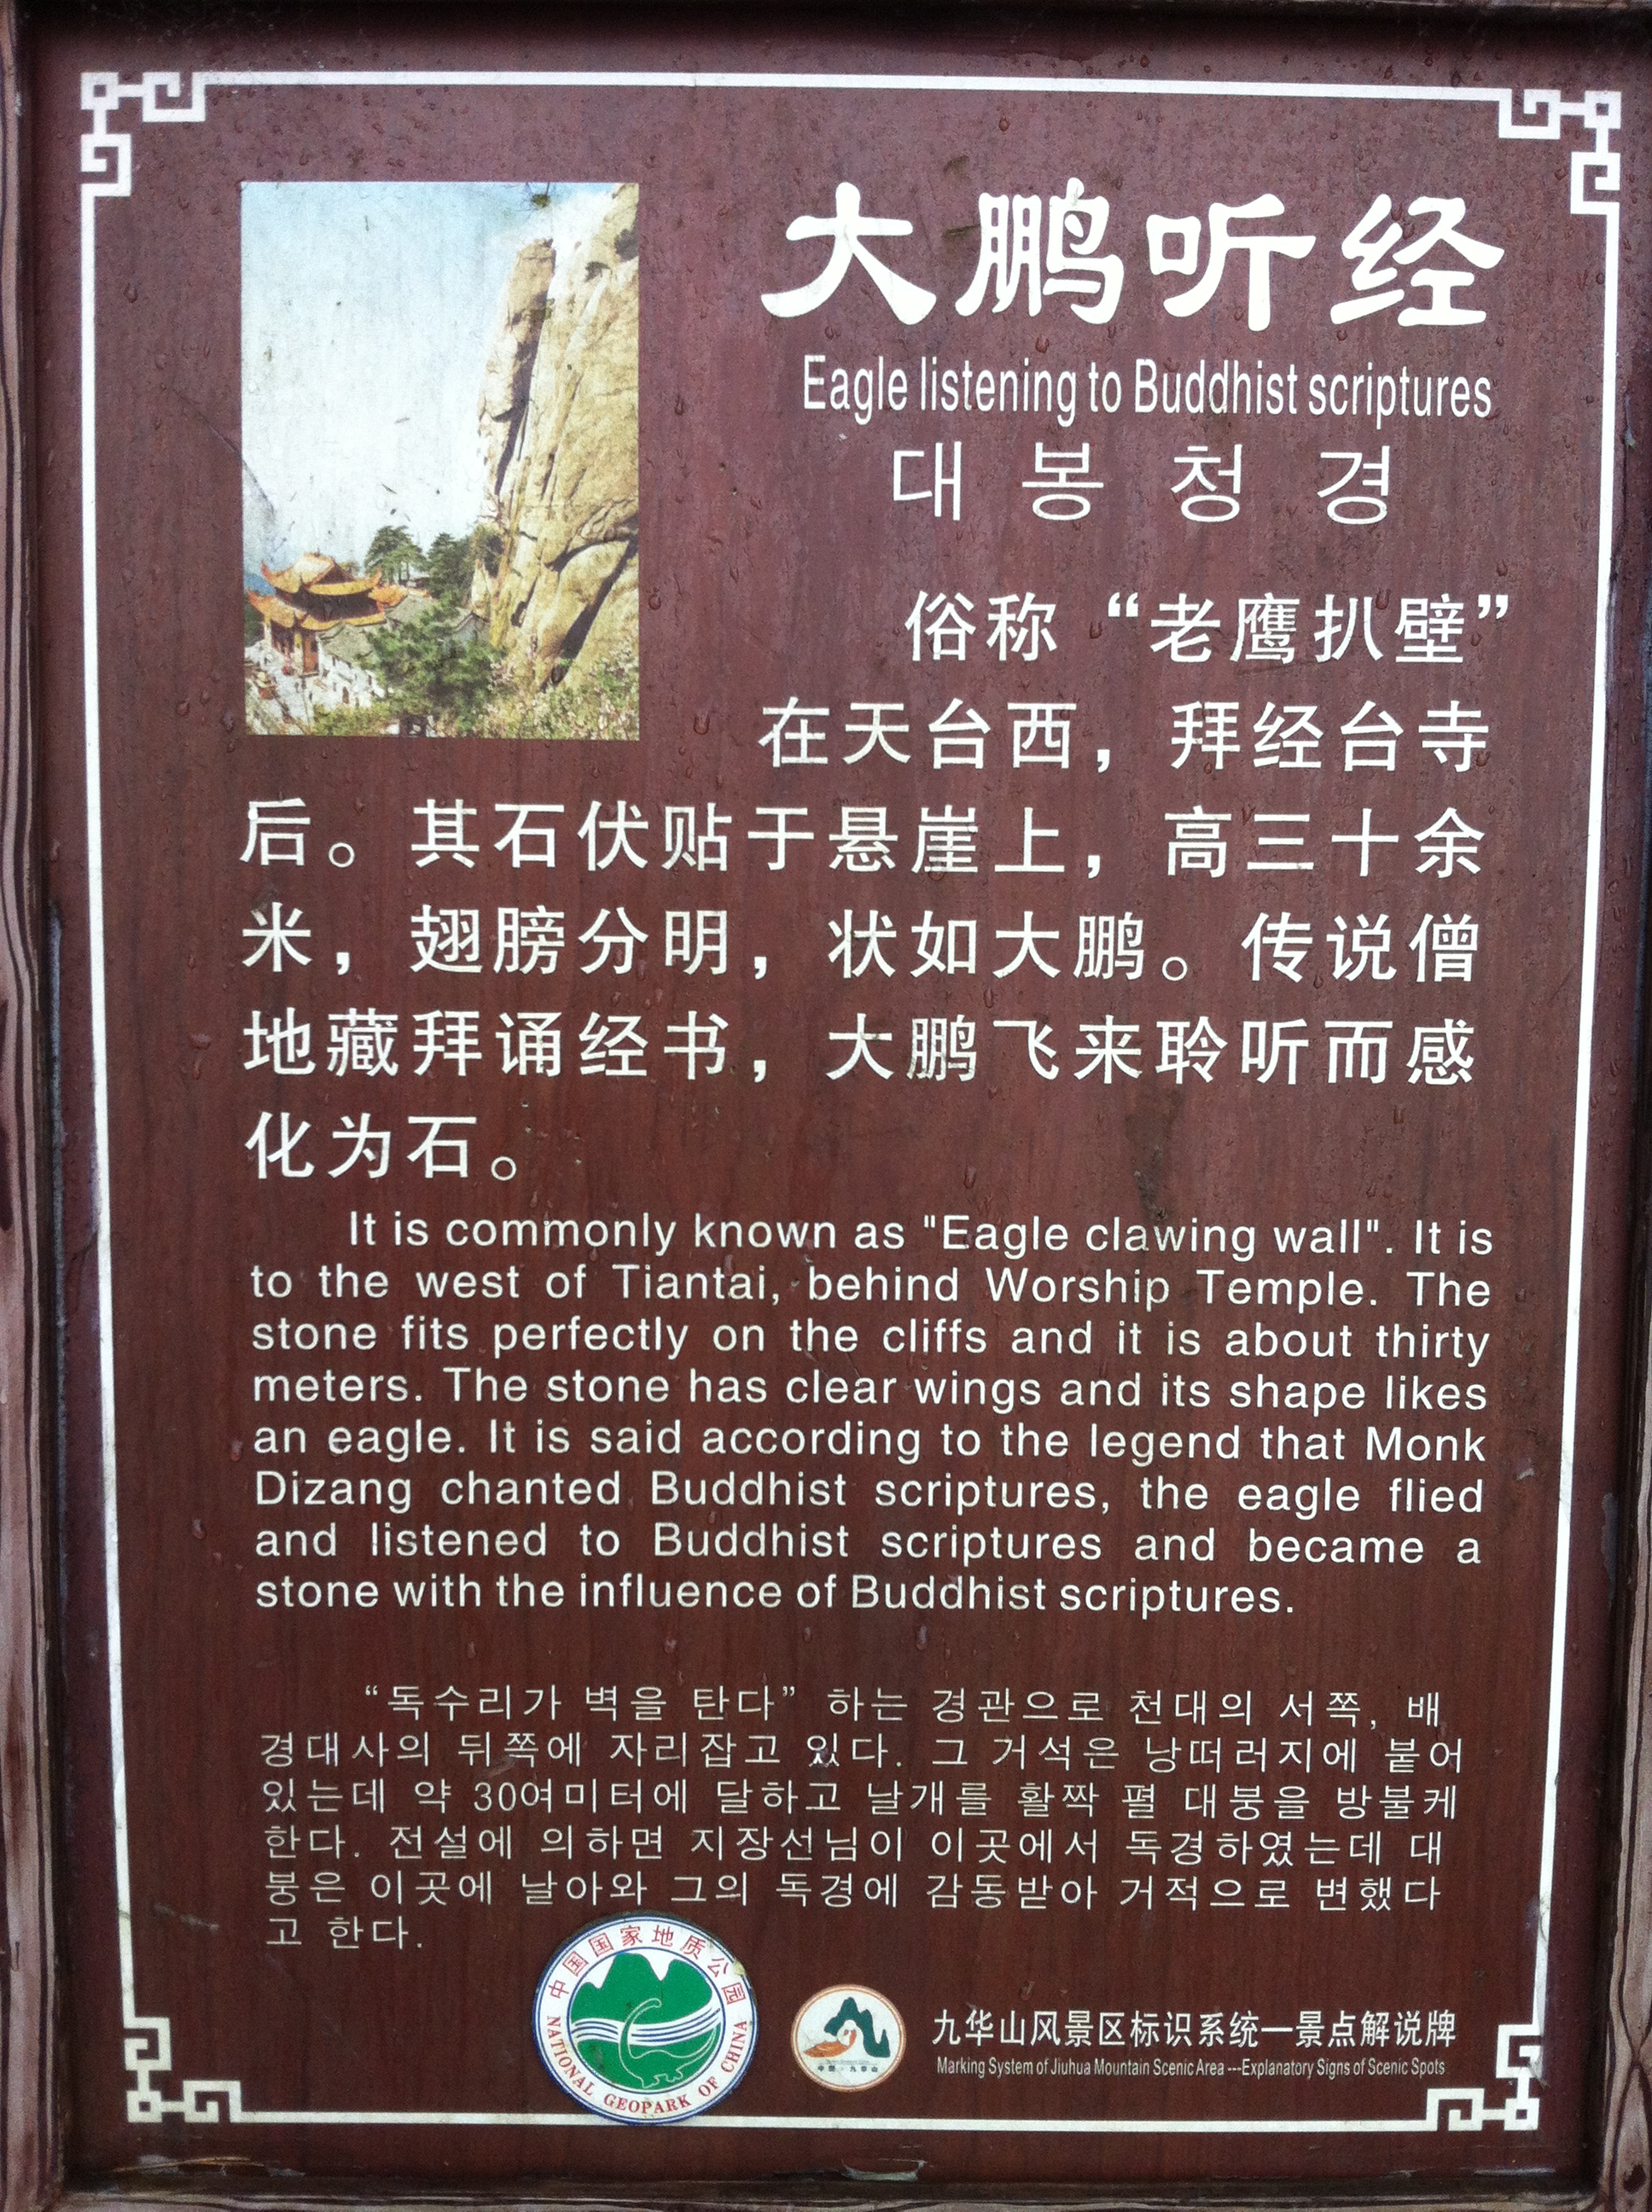 大鹏听经
Eagle listening to Buddhist scriptures
대 봉 청 경
俗称“老鹰扒壁”
在天台西，拜经台寺
后。其石伏贴于悬崖上，高三十余
米，翅膀分明，状如大鹏。传说僧
地藏拜诵经书，大鹏飞来聆听而感
化为石。
It is commonly known as "Eagle clawing wall". It is
to the west of Tiantai, behind Worship Temple. The
stone fits perfectly on the cliffs and it is about thirty
meters. The stone has clear wings and its shape likes
an eagle. It is said according to the legend that Monk
Dizang chanted Buddhist scriptures, the eagle flied
and listened to Buddhist scriptures and became a
stone with the influence of Buddhist scriptures.
“독수리가 벽을 탄다” 하는 경관으로 천대의 서쪽, 배
경대사의 뒤쪽에 자리잡고 있다. 그 거석은 낭떠러지에 붙어
있는데 약 30여미터에 달하고 날개를 활짝 펼 대붕을 방불케
한다. 전설에 의하면 지장선님이 이곳에서 독경하였는데 대
붕은 이곳에 날아와 그의 독경에 감동받아 거적으로 변했다
고 한다.
中国国家地质公园
NATIONAL GEOPARK OF CHINA
中国·九华山
九华山风景区标识系统—景点解说牌
Marking System of Jiuhua Mountain Scenic Area ---Explanatory Signs of Scenic Spots